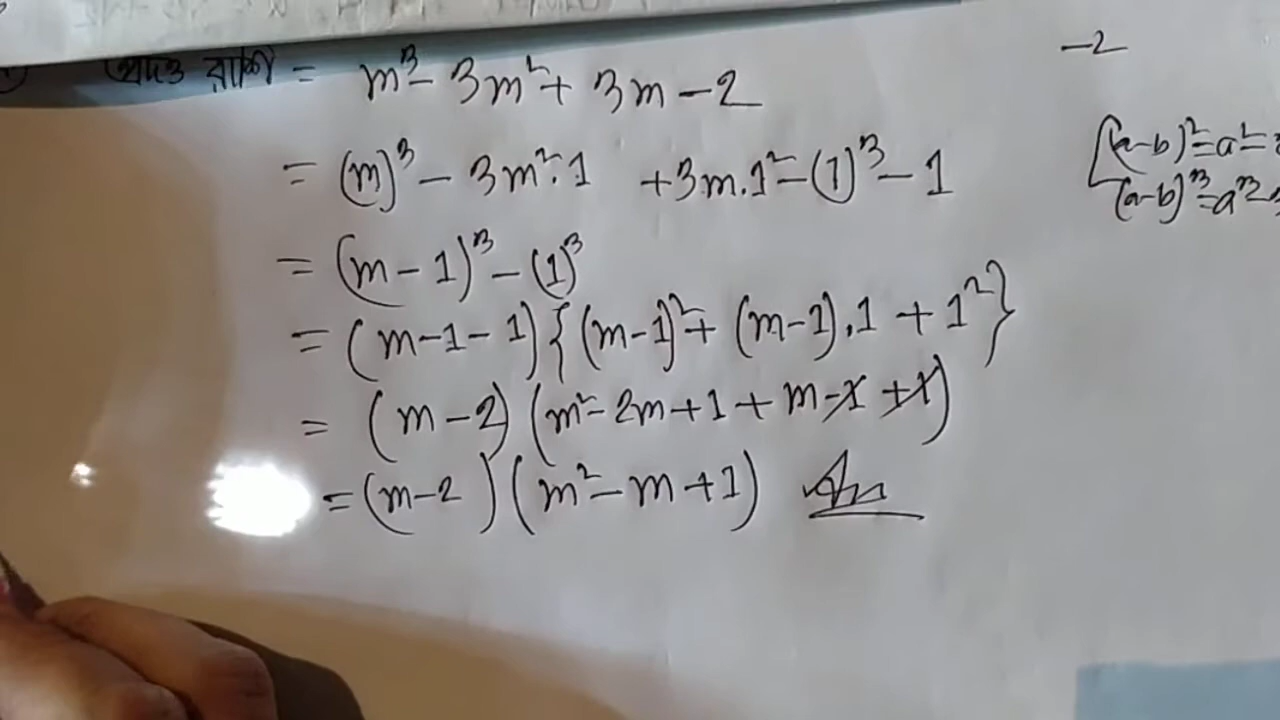 প্রদত্ত রাশি = m³ - 3m² + 3m - 2
= (m)³ - 3m².1 + 3m.1² - (1)³ - 1
= (m - 1)³ - (1)³
= (m-1-1){(m-1)² + (m-1).1 + 1²}
= (m-2)(m² - 2m + 1 + m - 1 + 1)
= (m-2)(m² - m + 1) Ans
-2
[(a-b)² = a² -
(a-b)³ = a³ -